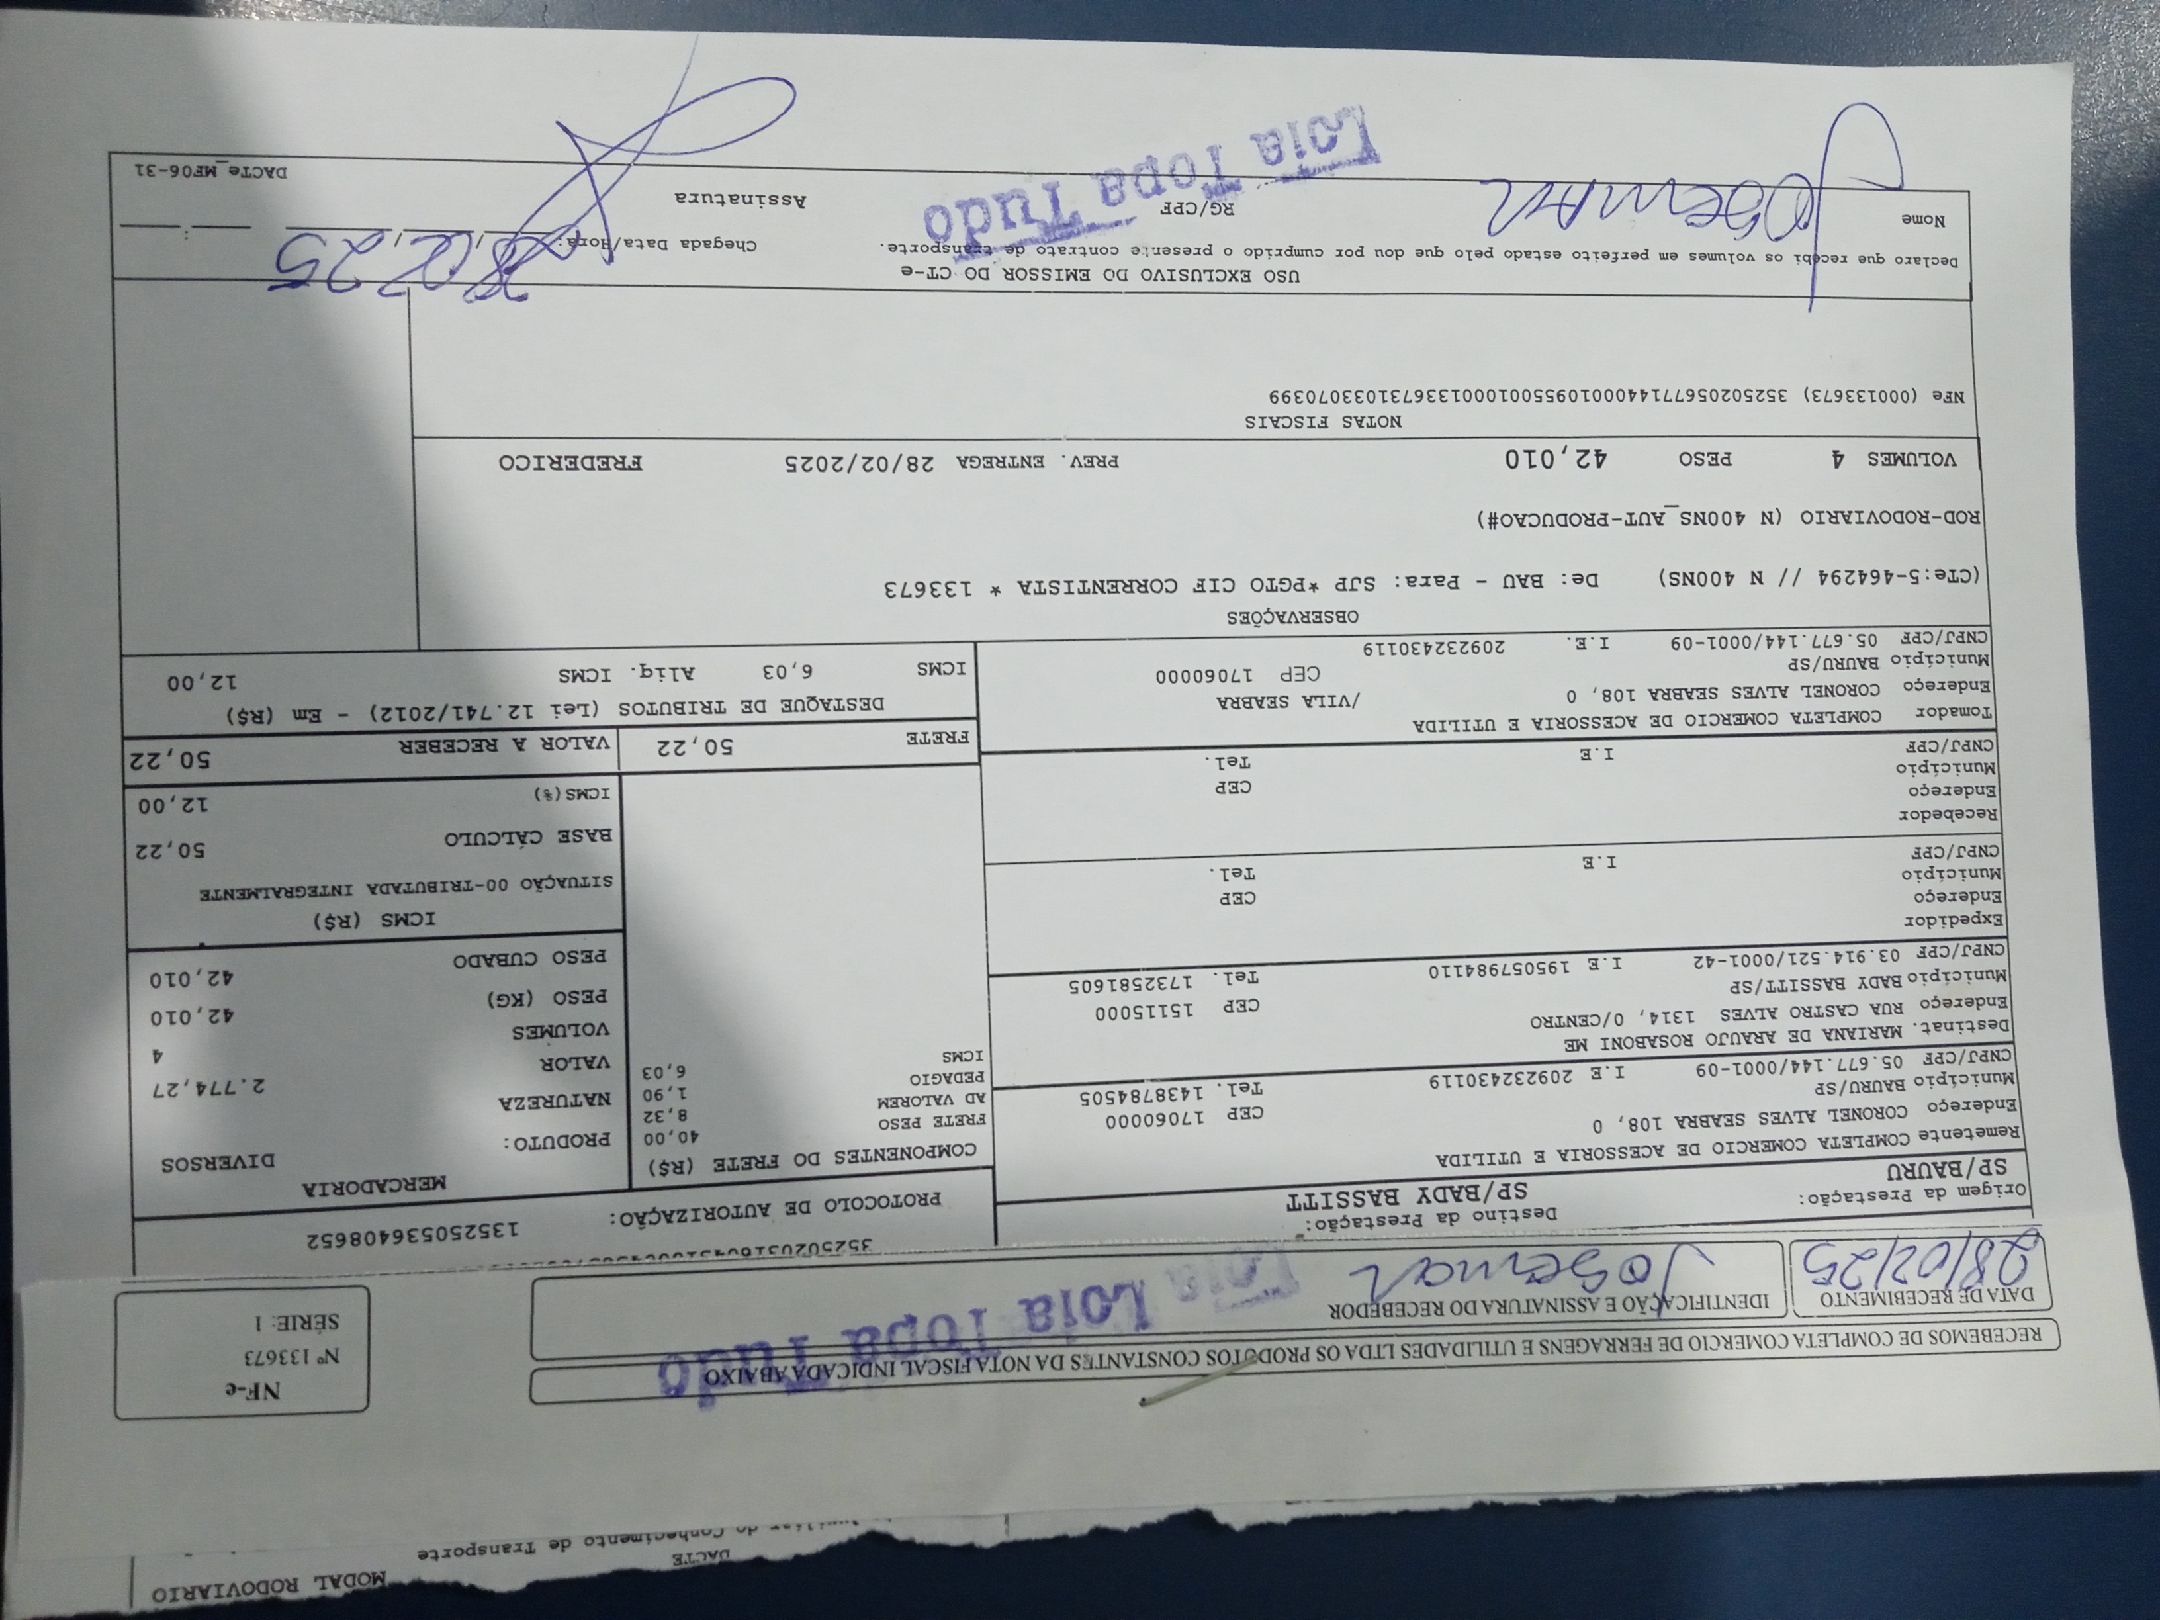 MODAL RODOVIARIO
DACTE
de Conhecimento de Transporte
RECEBEMOS DE COMPLETA COMERCIO DE FERRAGENS E UTILIDADES LTDA OS PRODUTOS CONSTANTES DA NOTA FISCAL INDICADA ABAIXO
NF-e
Nº 133673
SÉRIE: 1
DATA DE RECEBIMENTO
28/02/25
IDENTIFICAÇÃO E ASSINATURA DO RECEBEDOR
Josemar
Loja Loja Topa Tudo
PROTOCOLO DE AUTORIZAÇÃO: 135250536408652
Origem da Prestação:
SP/BAURU
Destino da Prestação:
SP/BADY BASSITT
Remetente COMPLETA COMERCIO DE ACESSORIA E UTILIDA
Endereço CORONEL ALVES SEABRA 108, 0
Município BAURU/SP CEP 17060000
CNPJ/CPF 05.677.144/0001-09 I.E 209232430119 Tel. 1438784505
Destinat. MARIANA DE ARAUJO ROSABONI ME
Endereço RUA CASTRO ALVES 1314, 0/CENTRO
Município BADY BASSITT/SP CEP 15115000
CNPJ/CPF 03.914.521/0001-42 I.E 195057984110 Tel. 1732581605
Expedidor
Endereço
Município CEP
CNPJ/CPF I.E Tel.
Recebedor
Endereço
Município CEP
CNPJ/CPF I.E Tel.
Tomador COMPLETA COMERCIO DE ACESSORIA E UTILIDA
Endereço CORONEL ALVES SEABRA 108, 0 /VILA SEABRA
Município BAURU/SP CEP 17060000
CNPJ/CPF 05.677.144/0001-09 I.E. 209232430119
COMPONENTES DO FRETE (R$)
FRETE PESO 40,00
AD VALOREM 8,32
PEDAGIO 1,90
ICMS 6,03
FRETE 50,22
MERCADORIA
PRODUTO: DIVERSOS
NATUREZA
VALOR 2.774,27
VOLUMES 4
PESO (KG) 42,010
PESO CUBADO 42,010
ICMS (R$)
SITUAÇÃO 00-TRIBUTADA INTEGRALMENTE
BASE CÁLCULO 50,22
ICMS(%) 12,00
VALOR A RECEBER 50,22
DESTAQUE DE TRIBUTOS (Lei 12.741/2012) - Em (R$)
ICMS 6,03 Aliq. ICMS 12,00
OBSERVAÇÕES
(CTe:5-464294 // N 400NS) De: BAU - Para: SJP *PGTO CIF CORRENTISTA * 133673
ROD-RODOVIARIO (N 400NS_AUT-PRODUCAO#)
VOLUMES 4 PESO 42,010 PREV. ENTREGA 28/02/2025 FREDERICO
NOTAS FISCAIS
NFe (000133673) 35250205677144000109550010001336731033070399
USO EXCLUSIVO DO EMISSOR DO CT-e
Declaro que recebi os volumes em perfeito estado pelo que dou por cumprido o presente contrato de transporte.
Chegada Data/Hora: 28,02,25
Nome Josemar
RG/CPF
Assinatura
Loja Topa Tudo
DACTe_MF06-31